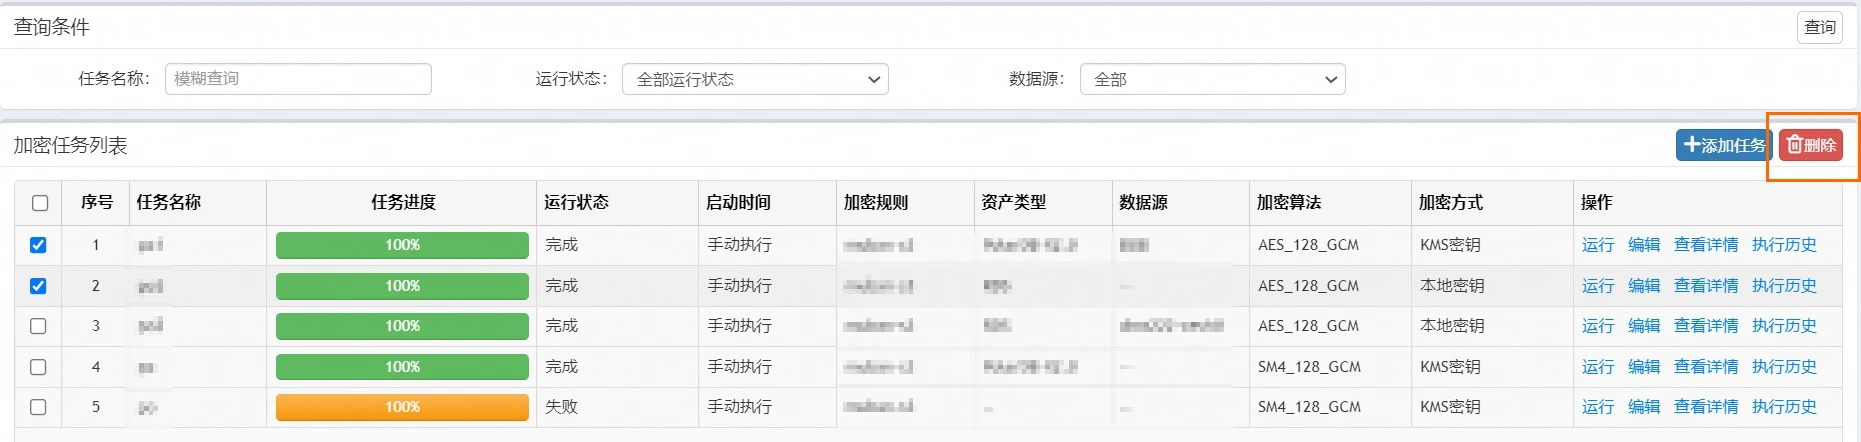 查询条件 查询
任务名称： 模糊查询 运行状态： 全部运行状态 数据源： 全部
加密任务列表 添加任务 删除
序号 任务名称 任务进度 运行状态 启动时间 加密规则 资产类型 数据源 加密算法 加密方式 操作
1 100% 完成 手动执行 AES_128_GCM KMS密钥 运行 编辑 查看详情 执行历史
2 100% 完成 手动执行 AES_128_GCM 本地密钥 运行 编辑 查看详情 执行历史
3 100% 完成 手动执行 AES_128_GCM 本地密钥 运行 编辑 查看详情 执行历史
4 100% 完成 手动执行 SM4_128_GCM KMS密钥 运行 编辑 查看详情 执行历史
5 100% 失败 手动执行 SM4_128_GCM KMS密钥 运行 编辑 查看详情 执行历史